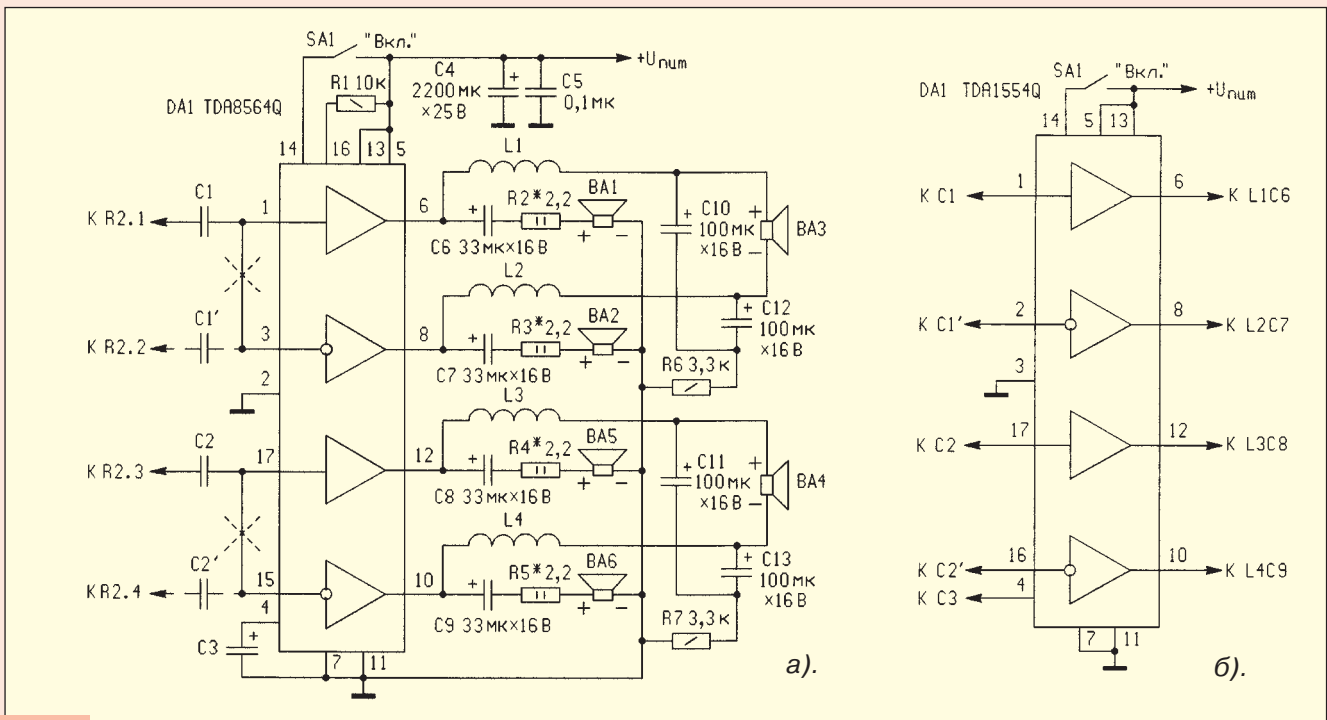 SA1 "Вкл."
R1 10к
C4
2200мк
×25В
C5
0,1мк
+Uпит
DA1 TDA8564Q
14 16 13 5
L1
C1
К R2.1
1
6
R2*2,2
BA1
C6 33мк×16В
+ −
+ C10
100мк
×16В
+
−
BA3
L2
C1'
К R2.2
3
8
R3*2,2
BA2
C7 33мк×16В
+ −
C12
100мк
×16В
R6 3,3к
2
L3
C2
К R2.3
17
12
R4*2,2
BA5
C8 33мк×16В
+ −
+ C11
100мк
×16В
+
−
BA4
L4
C2'
К R2.4
15
10
R5*2,2
BA6
C9 33мк×16В
+ −
C13
100мк
×16В
R7 3,3к
4
C3 +
7 11
а).
SA1 "Вкл."
DA1 TDA1554Q
+Uпит
14 5 13
К C1 1 6 К L1C6
К C1' 2 8 К L2C7
3
К C2 17 12 К L3C8
К C2' 16 10 К L4C9
К C3 4
7 11
б).